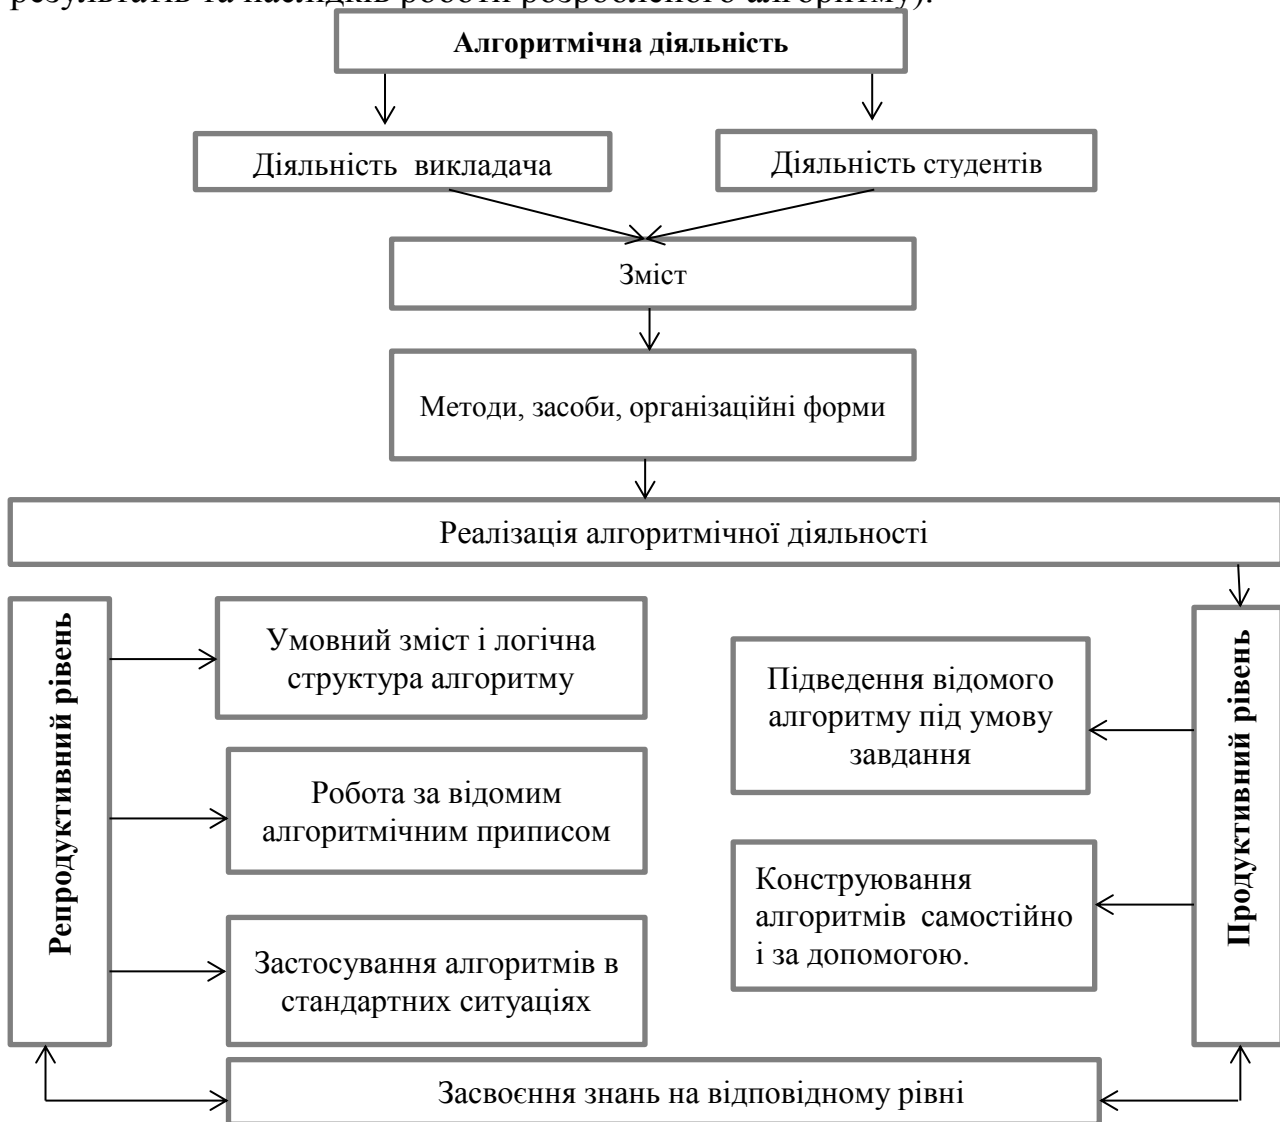 результатів та наслідків роботи розробленого алгоритму).
Алгоритмічна діяльність
Діяльність викладача
Діяльність студентів
Зміст
Методи, засоби, організаційні форми
Реалізація алгоритмічної діяльності
Репродуктивний рівень
Умовний зміст і логічна
структура алгоритму
Робота за відомим
алгоритмічним приписом
Застосування алгоритмів в
стандартних ситуаціях
Підведення відомого
алгоритму під умову
завдання
Конструювання
алгоритмів самостійно
і за допомогою.
Продуктивний рівень
Засвоєння знань на відповідному рівні